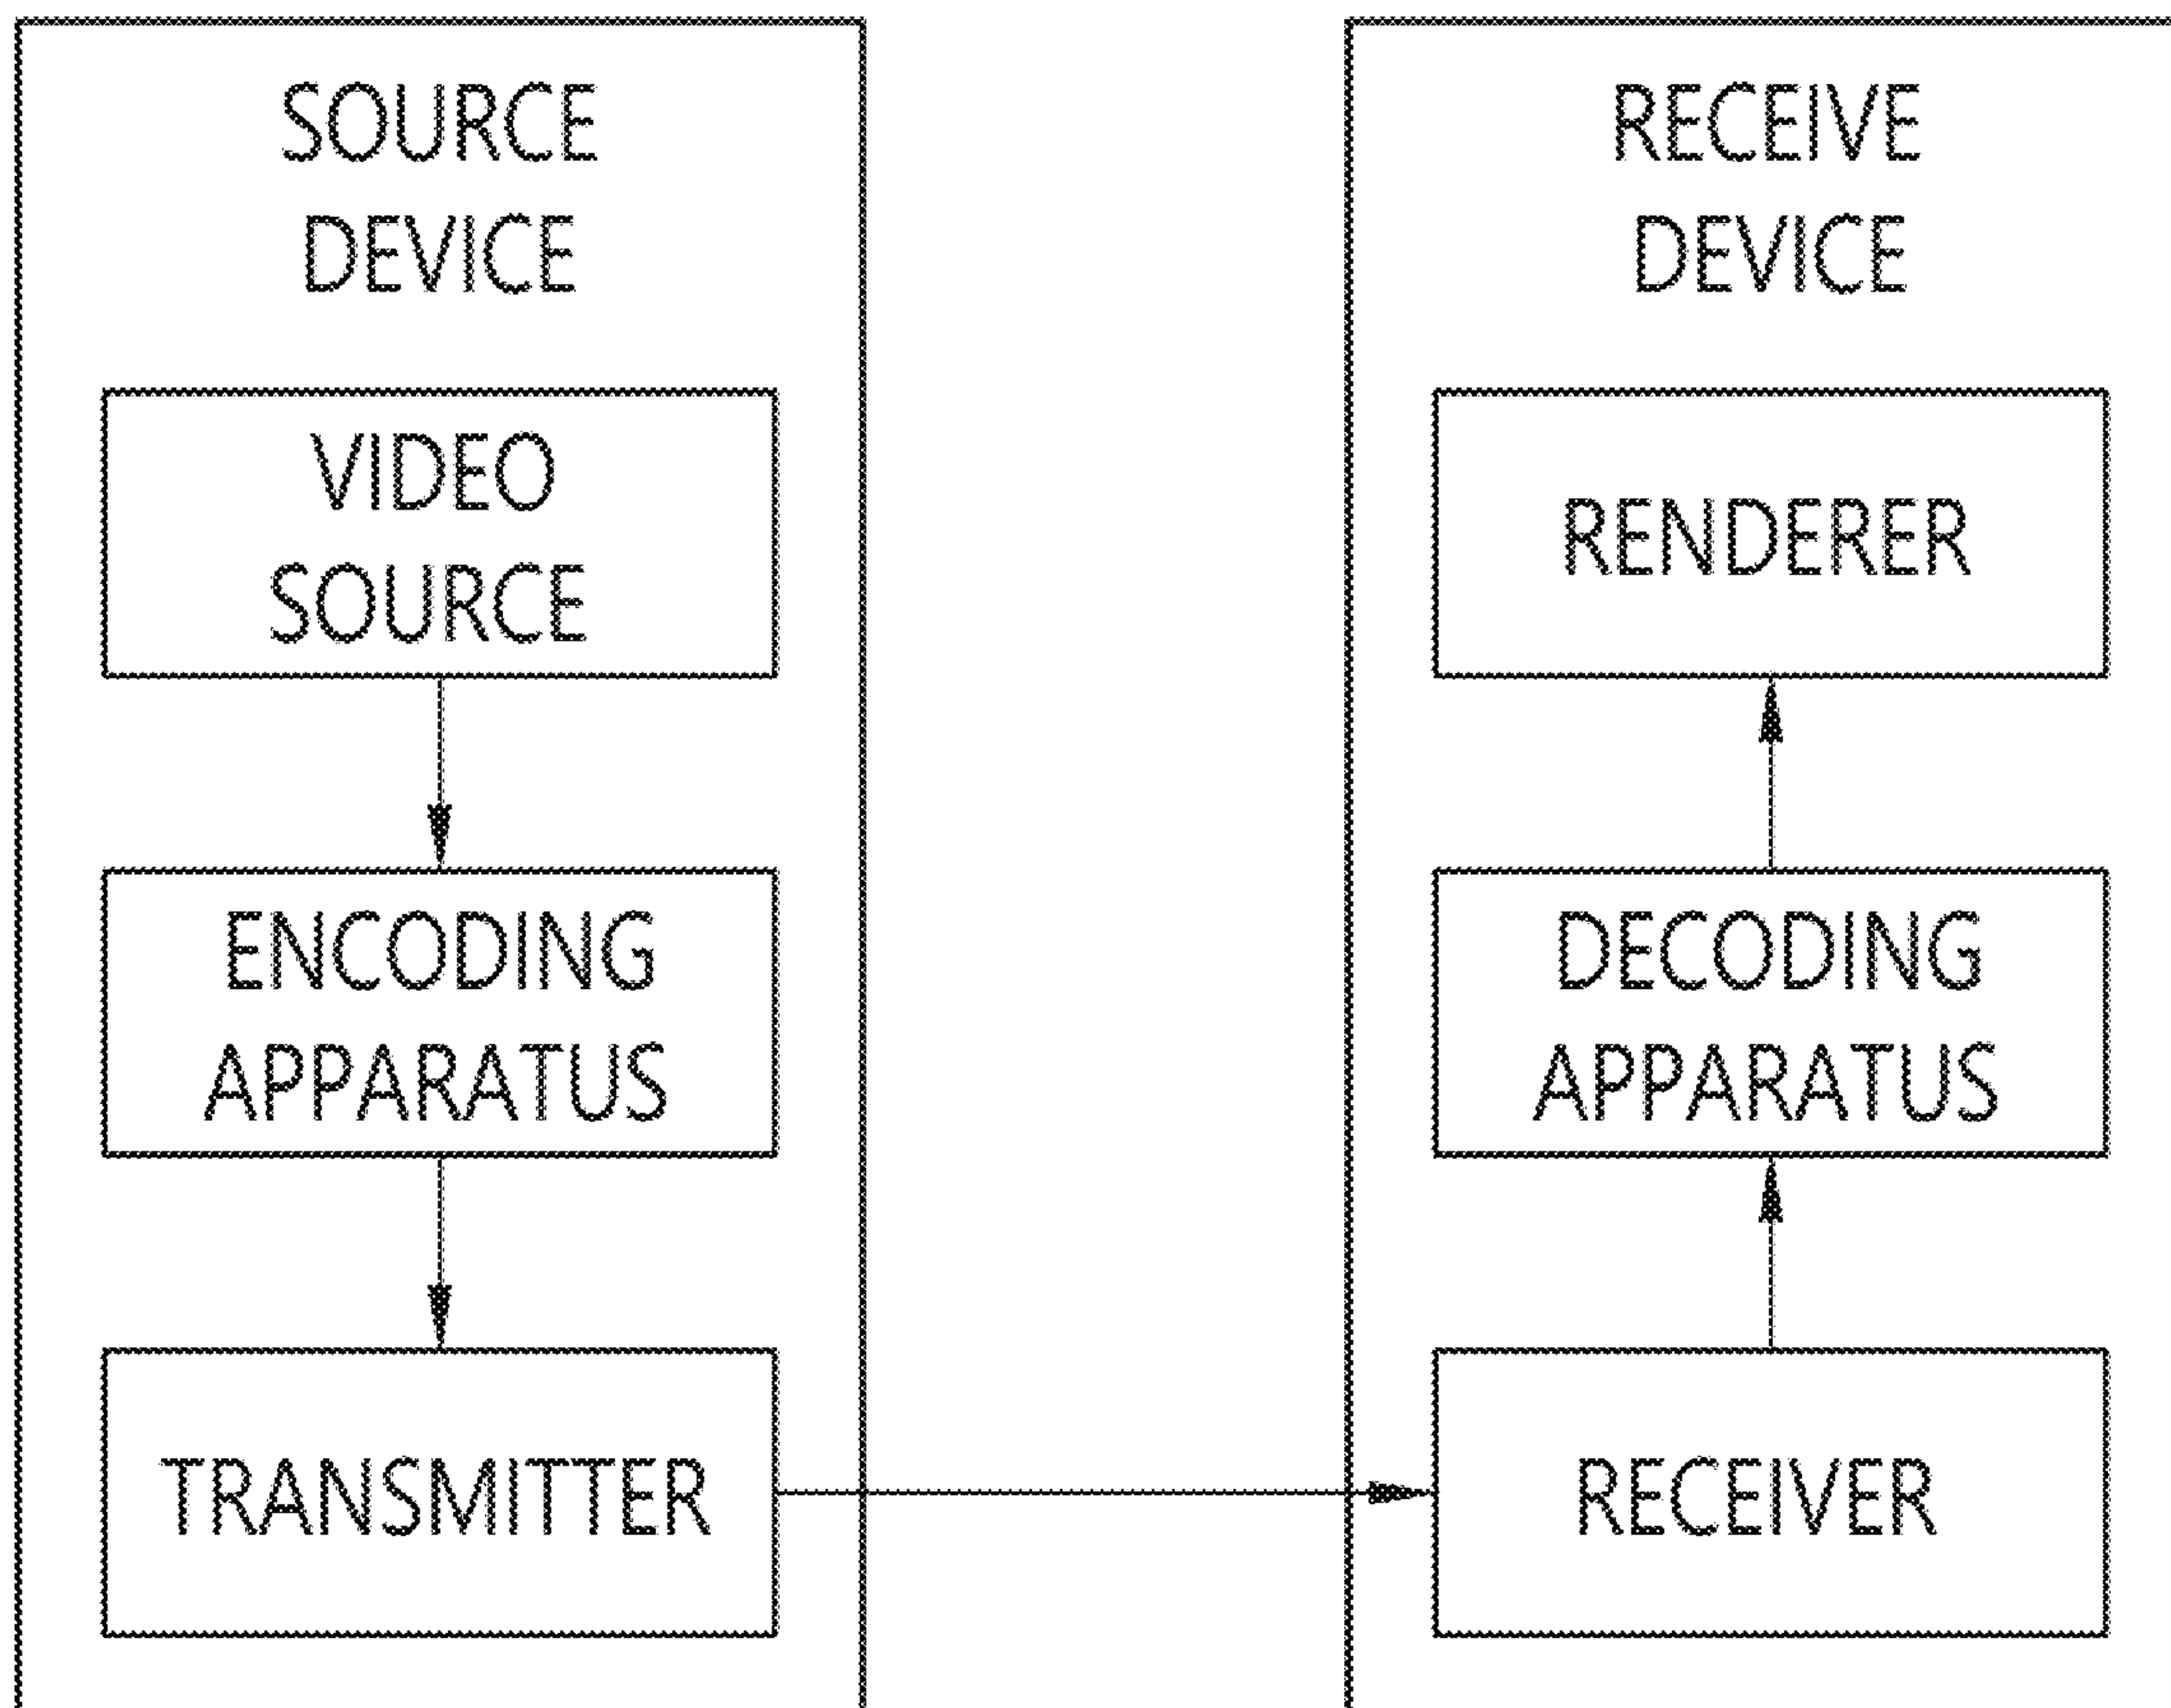 SOURCE
DEVICE
VIDEO
SOURCE
ENCODING
APPARATUS
TRANSMITTER
RECEIVE
DEVICE
RENDERER
DECODING
APPARATUS
RECEIVER